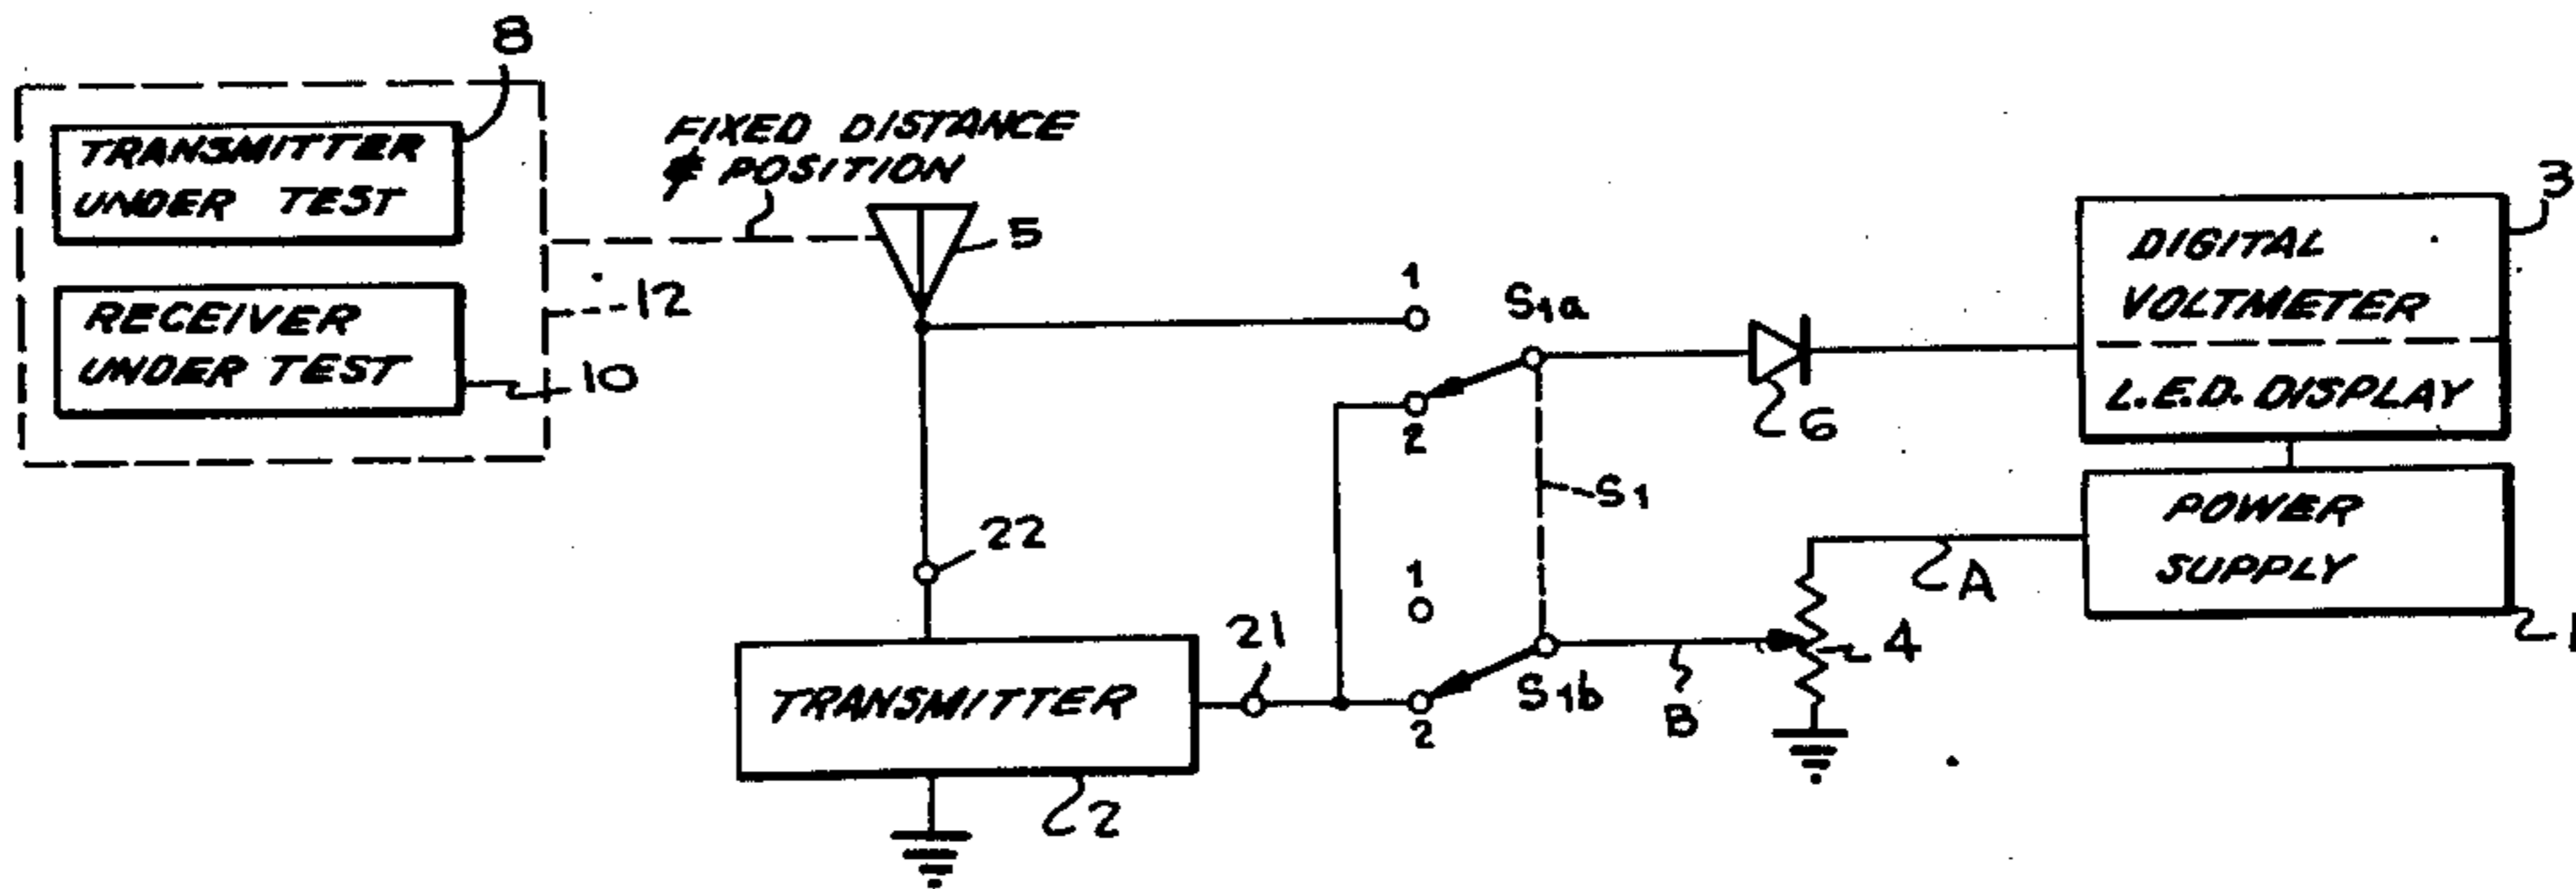 8
TRANSMITTER
UNDER TEST
RECEIVER
UNDER TEST
10
12
FIXED DISTANCE
& POSITION
5
22
TRANSMITTER
2
21
1
S1a
2
S1
1
S1b
2
6
DIGITAL
VOLTMETER
L.E.D. DISPLAY
3
POWER
SUPPLY
1
A
B
4